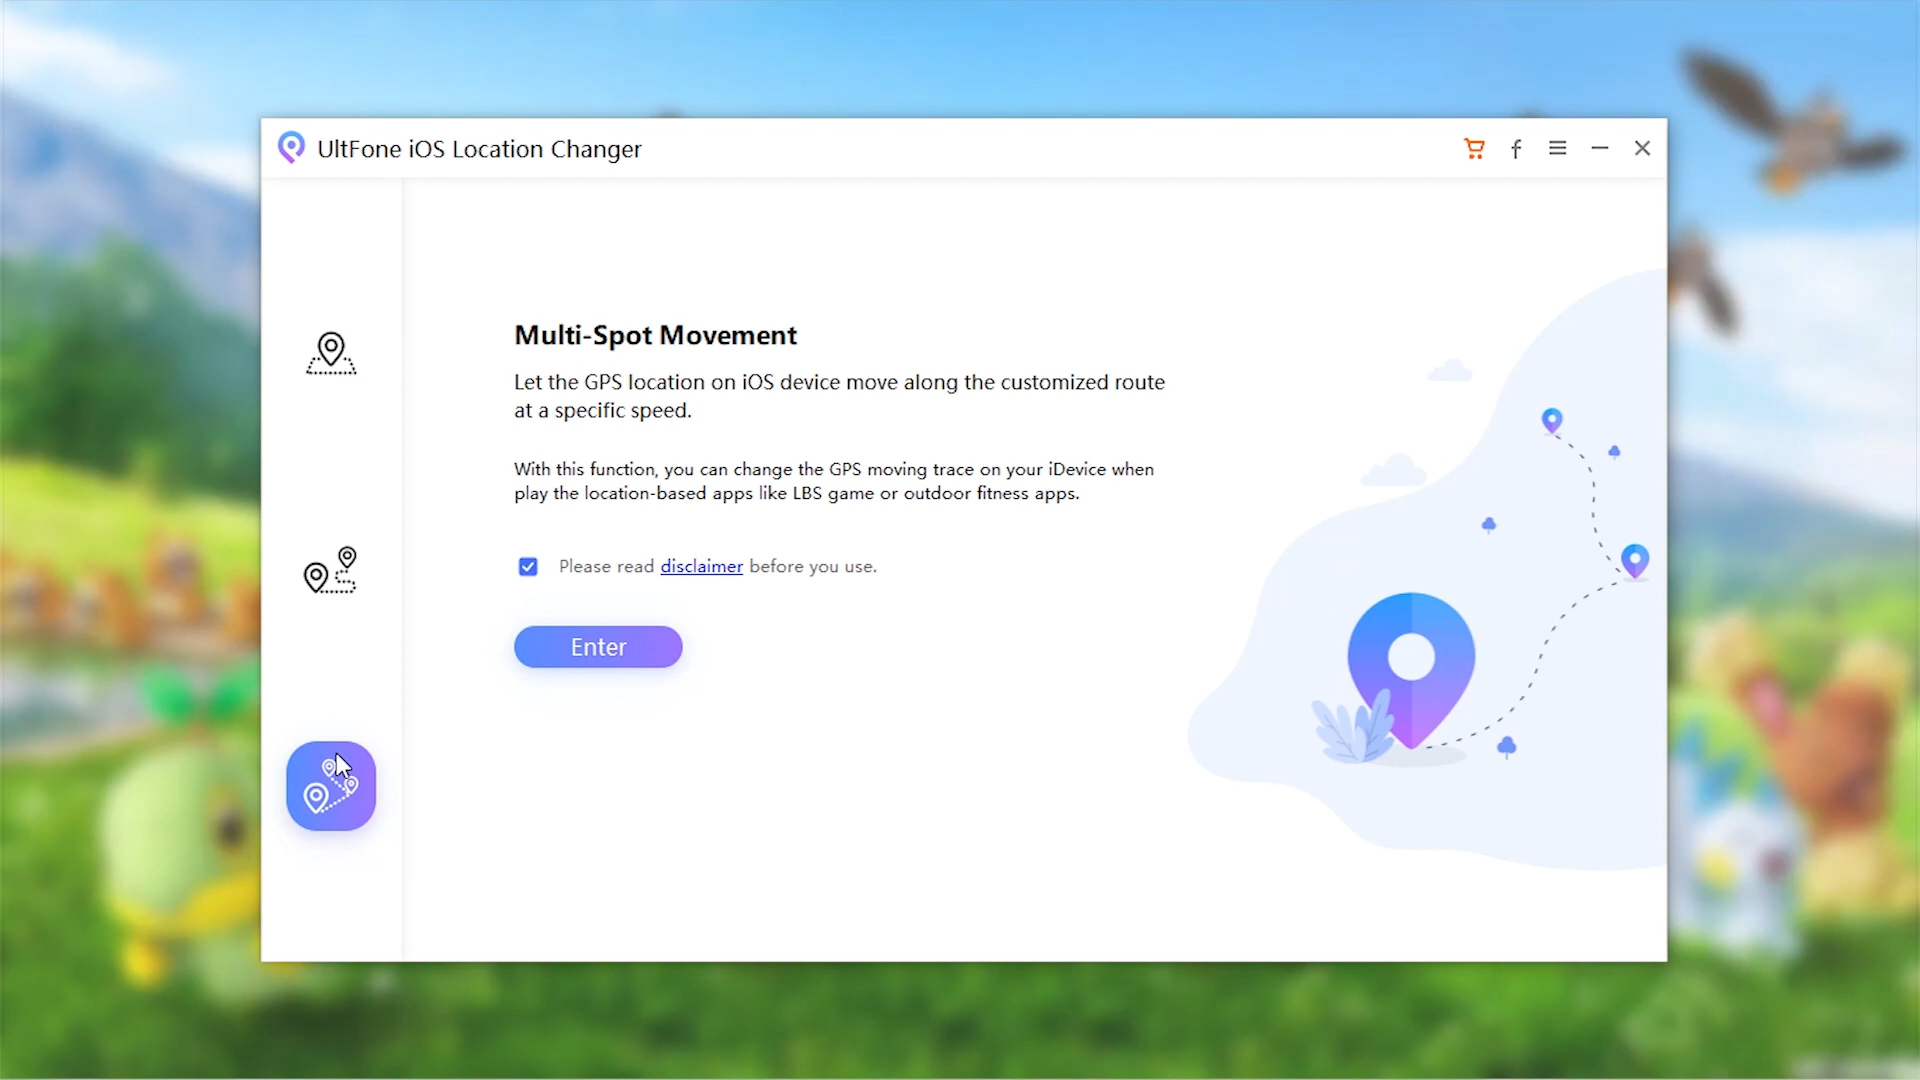 UltFone iOS Location Changer
Multi-Spot Movement
Let the GPS location on iOS device move along the customized route
at a specific speed.
With this function, you can change the GPS moving trace on your iDevice when
play the location-based apps like LBS game or outdoor fitness apps.
Please read disclaimer before you use.
Enter